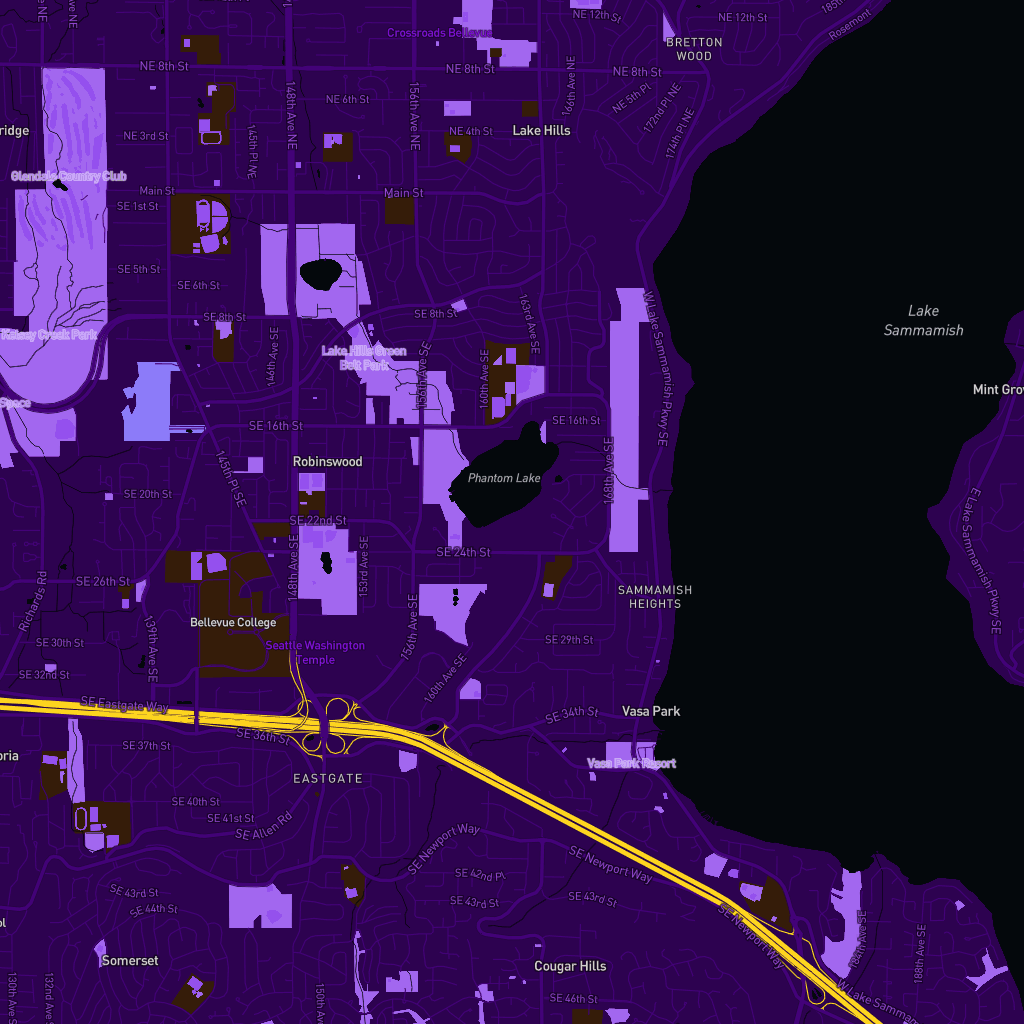 NE 12th St
NE 12th St
185th
Rosemont
Crossroads Bellevue
BRETTON
WOOD
NE 8th St
NE 8th St
NE 8th St
148th Ave NE
156th Ave NE
166th Ave NE
NE 5th Pl
172nd Pl NE
174th Pl NE
NE 6th St
NE 3rd St
145th Pl NE
NE 4th St
Lake Hills
ridge
Glendale Country Club
Main St
Main St
SE 1st St
SE 5th St
SE 6th St
163rd Ave SE
W Lake Sammamish Pkwy SE
Lake
Sammamish
SE 8th St
SE 8th St
Kelsey Creek Park
146th Ave SE
Lake Hills Green
Belt Park
156th Ave SE
160th Ave SE
Mint Grov
Space
SE 16th St
SE 16th St
Robinswood
145th Pl SE
Phantom Lake
168th Ave SE
SE 20th St
SE 22nd St
E Lake Sammamish Pkwy SE
148th Ave SE
153rd Ave SE
SE 24th St
SE 26th St
Richards Rd
SAMMAMISH
HEIGHTS
139th Ave SE
Bellevue College
156th Ave SE
SE 30th St
Seattle Washington
Temple
SE 29th St
SE 32nd St
160th Ave SE
SE Eastgate Way
SE 34th St
Vasa Park
SE 36th St
SE 37th St
oria
EASTGATE
Vasa Park Resort
SE 40th St
SE 41st St
SE Allen Rd
SE Newport Way
SE Newport Way
SE 42nd Pl
SE 43rd St
SE 44th St
SE 43rd St
SE 43rd St
SE Newport Way
184th Ave SE
188th Ave SE
ol
Somerset
Cougar Hills
130th Ave S
132nd Ave S
150th Ave
SE 46th St
W Lake Sammam